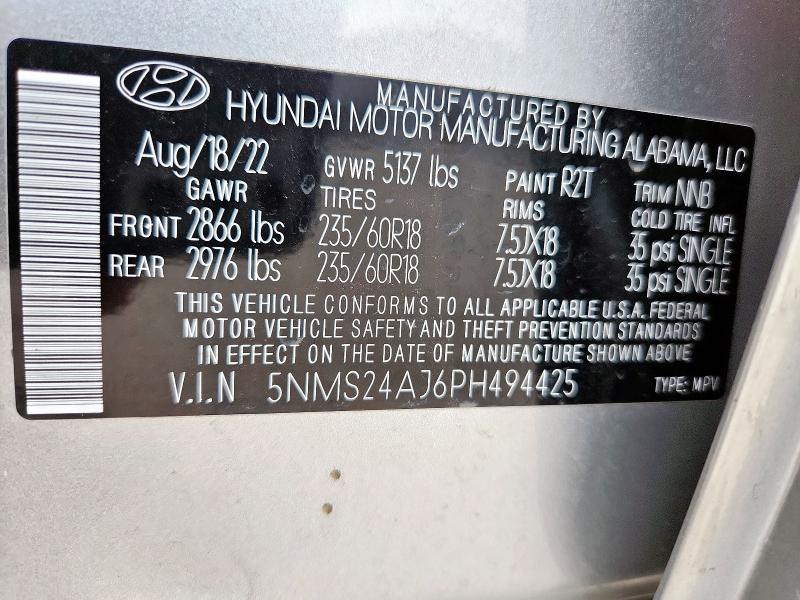 MANUFACTURED BY
HYUNDAI MOTOR MANUFACTURING ALABAMA, LLC
Aug/18/22 GVWR 5137 lbs PAINT R2T TRIM NNB
GAWR TIRES RIMS COLD TIRE INFL
FRONT 2866 lbs 235/60R18 7.5JX18 35 psi SINGLE
REAR 2976 lbs 235/60R18 7.5JX18 35 psi SINGLE
THIS VEHICLE CONFORMS TO ALL APPLICABLE U.S.A. FEDERAL
MOTOR VEHICLE SAFETY AND THEFT PREVENTION STANDARDS
IN EFFECT ON THE DATE OF MANUFACTURE SHOWN ABOVE
V.I.N 5NMS24AJ6PH494425 TYPE: MPV